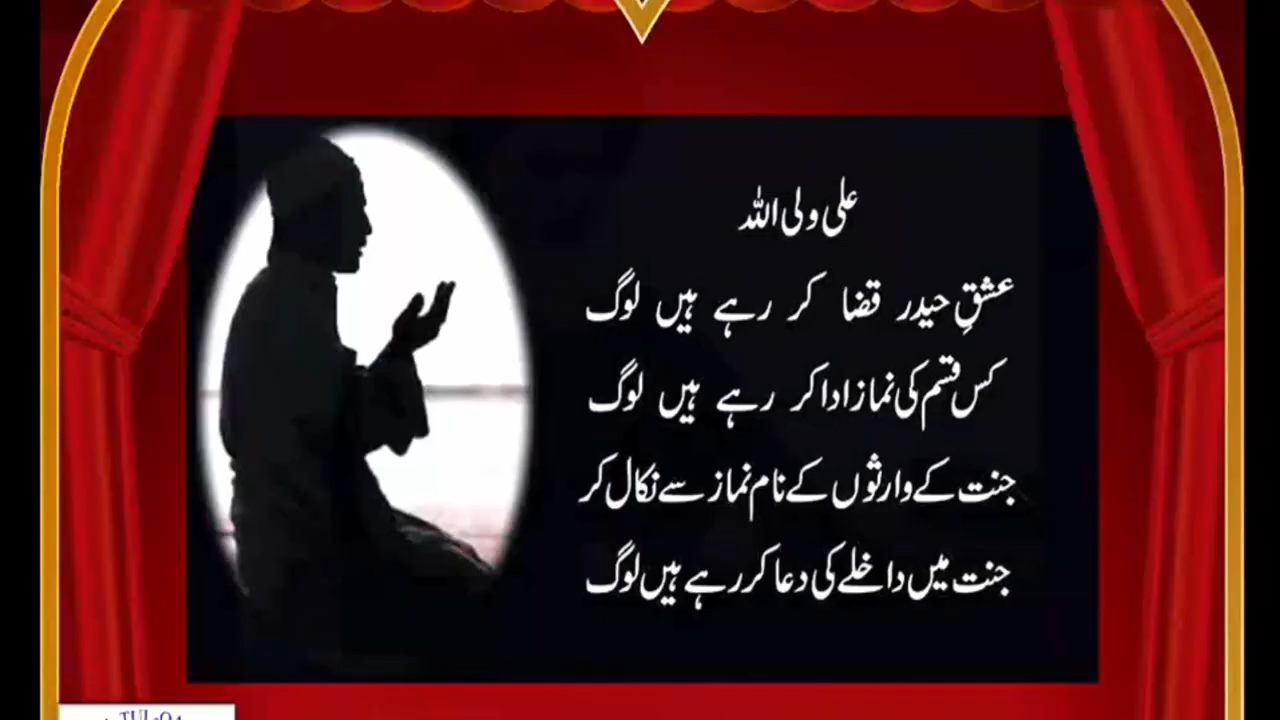 علی ولی اللہ
عشقِ حیدر قضا کر رہے ہیں لوگ
کس قسم کی نماز ادا کر رہے ہیں لوگ
جنت کے وارثوں کے نام نماز سے نکال کر
جنت میں داخلے کی دعا کر رہے ہیں لوگ